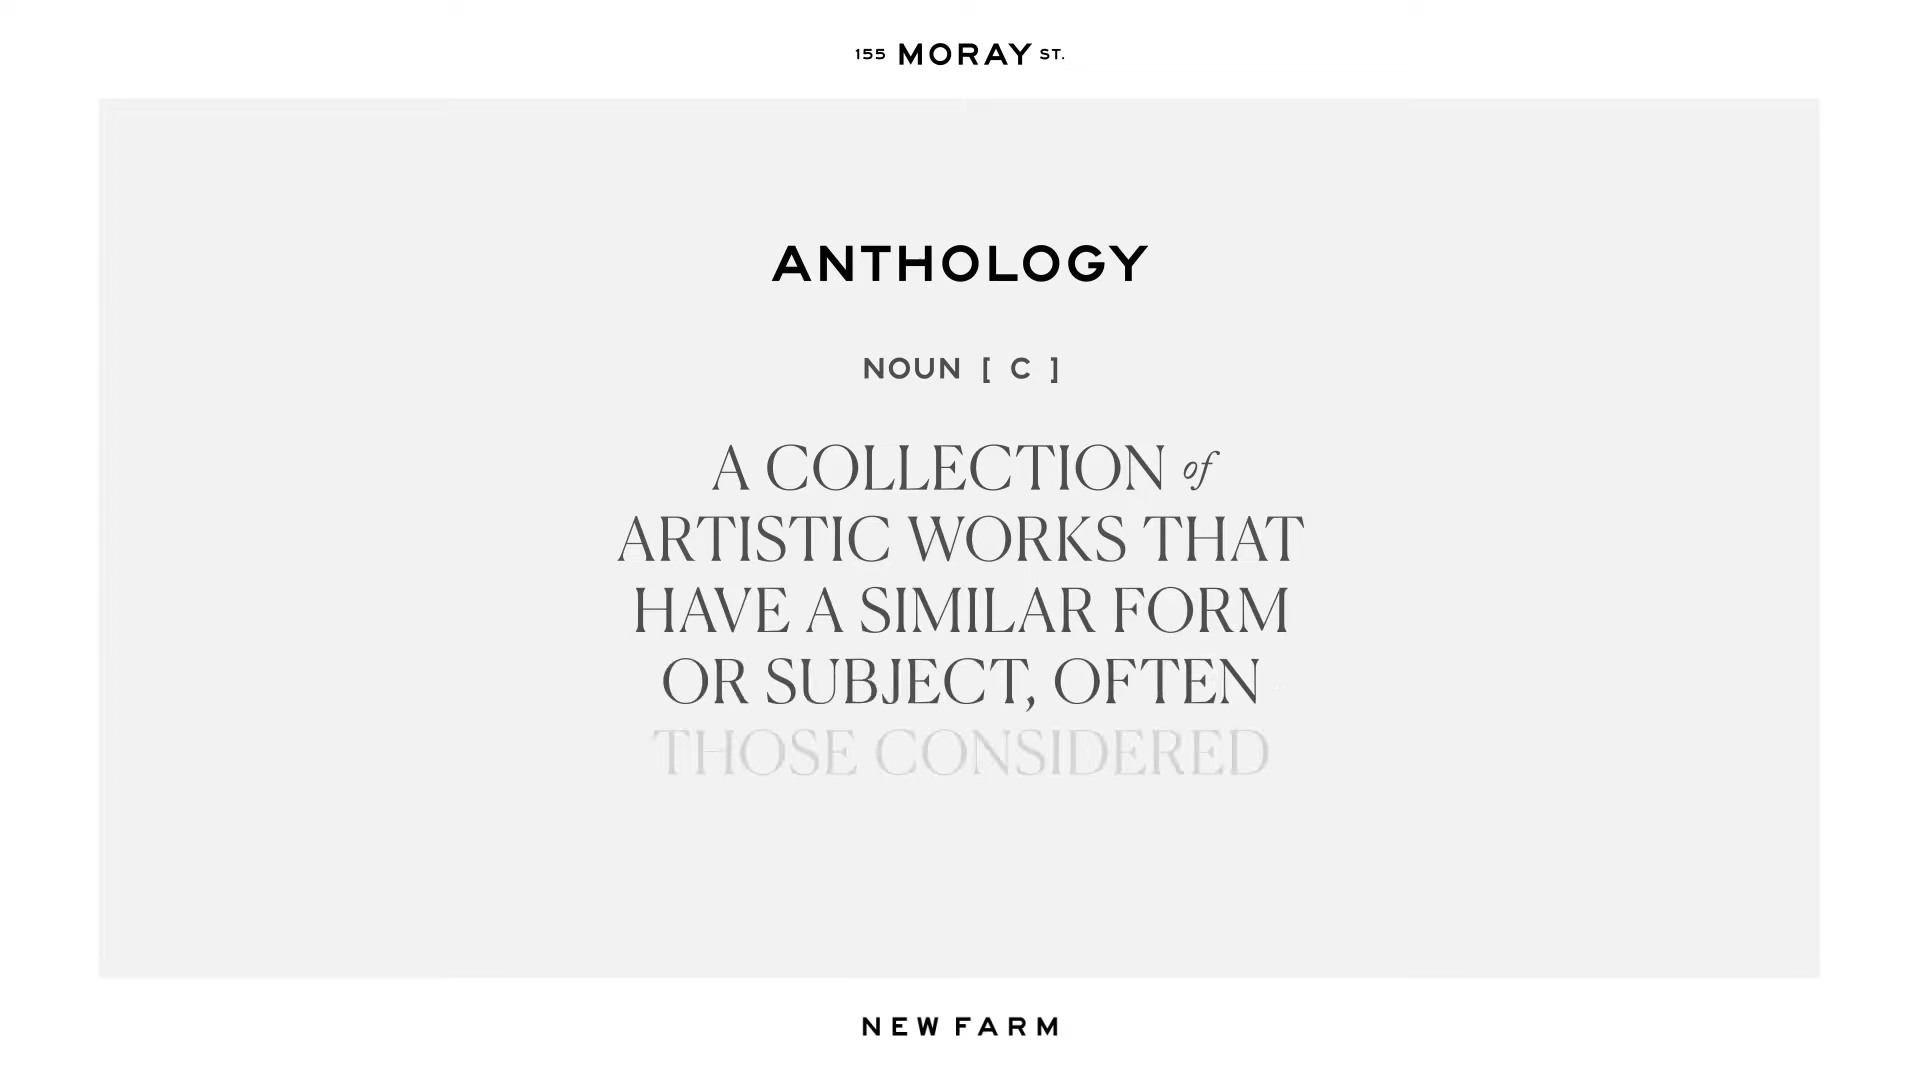 155 MORAY ST.
ANTHOLOGY
NOUN [ C ]
A COLLECTION of
ARTISTIC WORKS THAT
HAVE A SIMILAR FORM
OR SUBJECT, OFTEN
THOSE CONSIDERED
NEW FARM